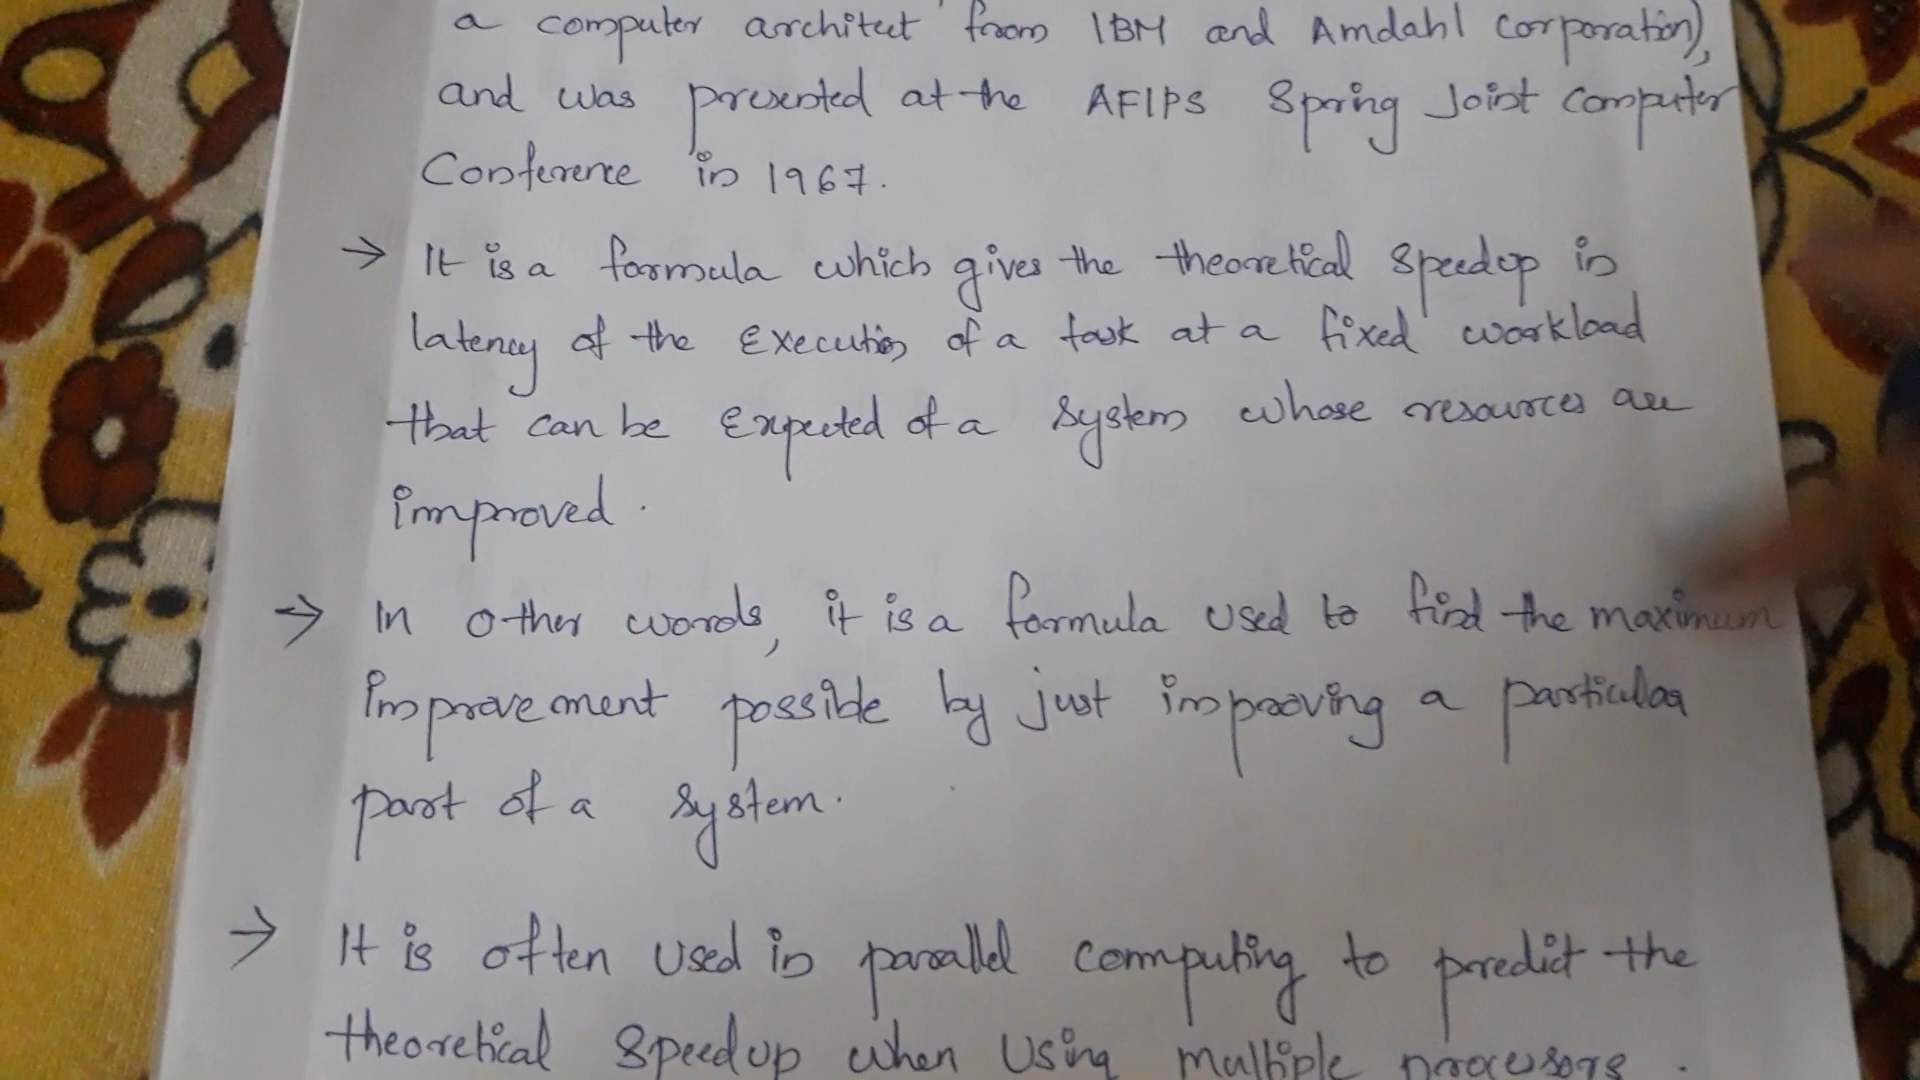 a computer architect from IBM and Amdahl Corporation),
and was presented at the AFIPS Spring Joint Computer
Conference in 1967.
→ It is a formula which gives the theoretical speedup in
latency of the Execution of a task at a fixed workload
that can be Expected of a system whose resources are
improved.
→ In other words, it is a formula used to find the maximum
Improvement possible by just improving a particular
part of a system.
→ It is often used in parallel computing to predict the
theoretical speedup when using multiple processors.